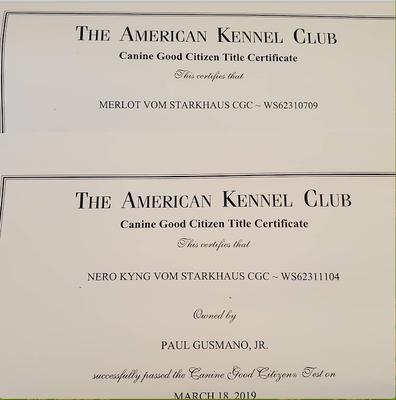 THE AMERICAN KENNEL CLUB
Canine Good Citizen Title Certificate
This certifies that
MERLOT VOM STARKHAUS CGC ~ WS62310709
THE AMERICAN KENNEL CLUB
Canine Good Citizen Title Certificate
This certifies that
NERO KYNG VOM STARKHAUS CGC ~ WS62311104
Owned by
PAUL GUSMANO, JR.
successfully passed the Canine Good Citizen® Test on
MARCH 18, 2019